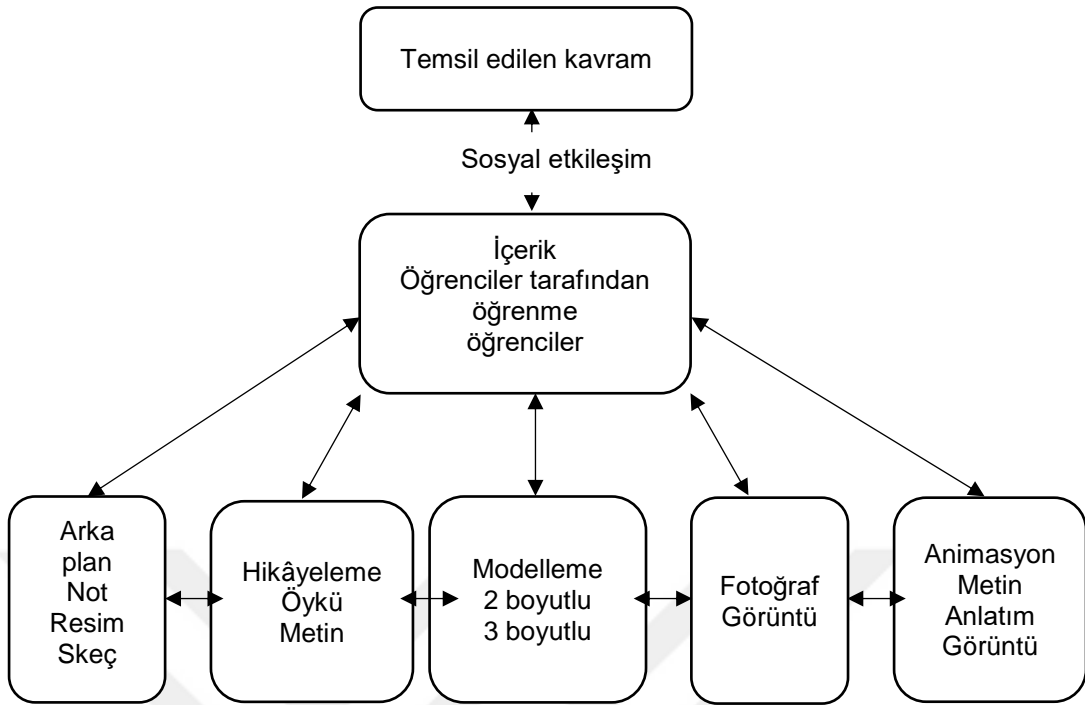 Temsil edilen kavram
Sosyal etkileşim
İçerik
Öğrenciler tarafından
öğrenme
öğrenciler
Arka
plan
Not
Resim
Skeç
Hikâyeleme
Öykü
Metin
Modelleme
2 boyutlu
3 boyutlu
Fotoğraf
Görüntü
Animasyon
Metin
Anlatım
Görüntü